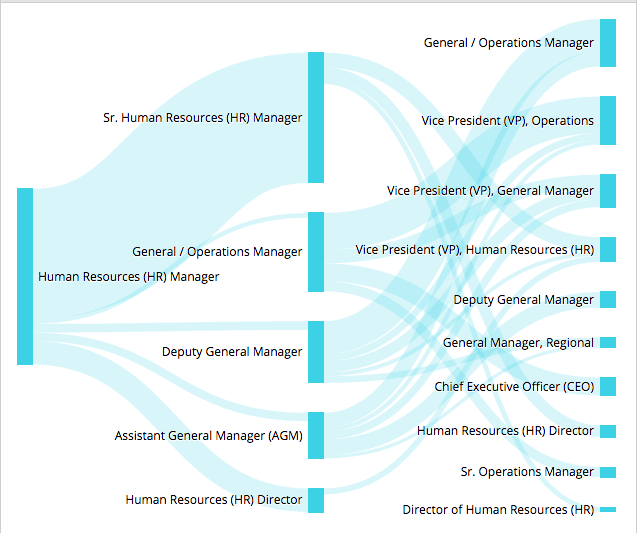 General / Operations Manager
Sr. Human Resources (HR) Manager
Vice President (VP), Operations
Vice President (VP), General Manager
General / Operations Manager
Vice President (VP), Human Resources (HR)
Human Resources (HR) Manager
Deputy General Manager
General Manager, Regional
Deputy General Manager
Chief Executive Officer (CEO)
Assistant General Manager (AGM)
Human Resources (HR) Director
Sr. Operations Manager
Human Resources (HR) Director
Director of Human Resources (HR)